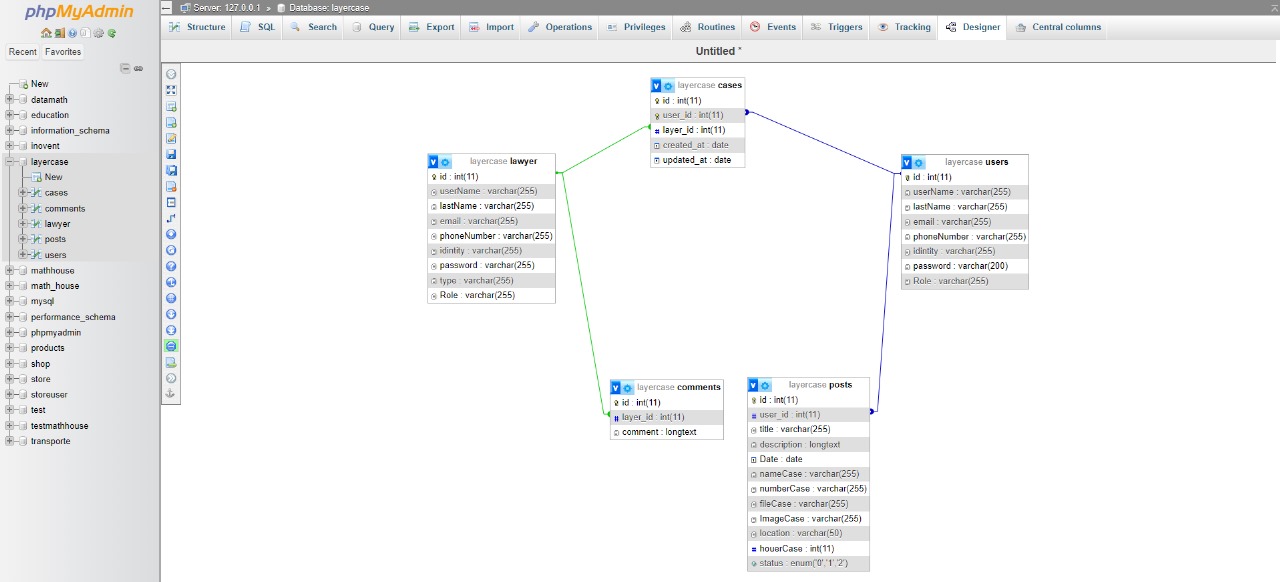 phpMyAdmin
Recent Favorites
New
datamath
education
information_schema
inovent
layercase
New
cases
comments
lawyer
posts
users
mathhouse
math_house
mysql
performance_schema
phpmyadmin
products
shop
store
storeuser
test
testmathhouse
transporte
Server: 127.0.0.1 » Database: layercase
Structure SQL Search Query Export Import Operations Privileges Routines Events Triggers Tracking Designer Central columns
Untitled *
V layercase cases
id : int(11)
user_id : int(11)
layer_id : int(11)
created_at : date
updated_at : date
V layercase lawyer
id : int(11)
userName : varchar(255)
lastName : varchar(255)
email : varchar(255)
phoneNumber : varchar(255)
idintity : varchar(255)
password : varchar(255)
type : varchar(255)
Role : varchar(255)
V layercase users
id : int(11)
userName : varchar(255)
lastName : varchar(255)
email : varchar(255)
phoneNumber : varchar(255)
idintity : varchar(255)
password : varchar(200)
Role : varchar(255)
V layercase comments
id : int(11)
layer_id : int(11)
comment : longtext
V layercase posts
id : int(11)
user_id : int(11)
title : varchar(255)
description : longtext
Date : date
nameCase : varchar(255)
numberCase : varchar(255)
fileCase : varchar(255)
ImageCase : varchar(255)
location : varchar(50)
houerCase : int(11)
status : enum('0','1','2')